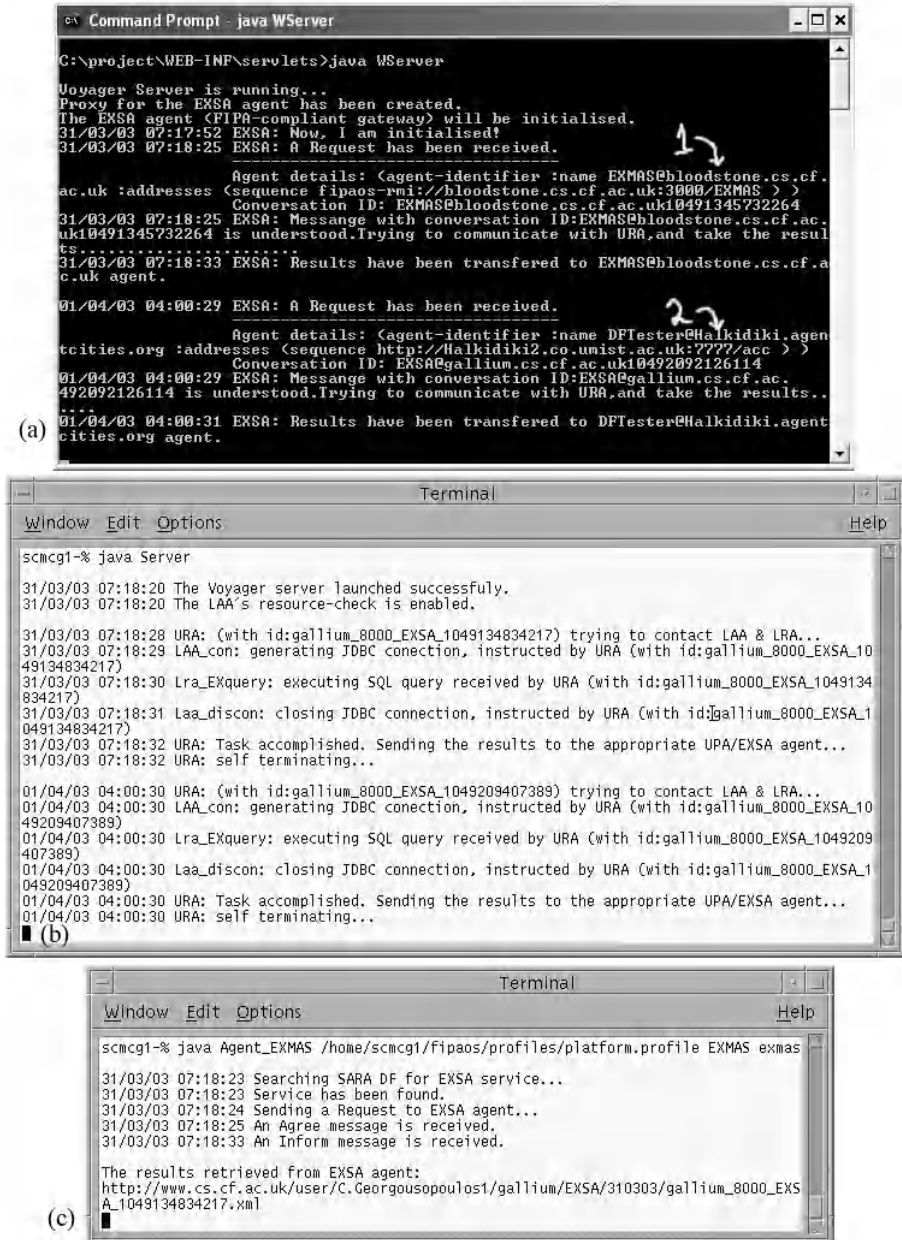 Command Prompt - java WServer
C:\project\WEB-INF\servlets>java WServer
Voyager Server is running...
Proxy for the EXSA agent has been created.
The EXSA agent (FIPA-compliant gateway) will be initialised.
31/03/03 07:17:52 EXSA: Now, I am initialised!
31/03/03 07:18:25 EXSA: A Request has been received.
1
Agent details: (agent-identifier :name EXMAS@bloodstone.cs.cf.
ac.uk :addresses (sequence fipaos-rmi://bloodstone.cs.cf.ac.uk:3000/EXMAS ) )
Conversation ID: EXMAS@bloodstone.cs.cf.ac.uk10491345732264
31/03/03 07:18:25 EXSA: Messange with conversation ID:EXMAS@bloodstone.cs.cf.ac.
uk10491345732264 is understood.Trying to communicate with URA,and take the resul
ts.......................
31/03/03 07:18:33 EXSA: Results have been transfered to EXMAS@bloodstone.cs.cf.a
c.uk agent.
01/04/03 04:00:29 EXSA: A Request has been received.
2
Agent details: (agent-identifier :name DFTester@Halkidiki.agen
tcities.org :addresses (sequence http://Halkidiki2.co.umist.ac.uk:7777/acc ) )
Conversation ID: EXSA@gallium.cs.cf.ac.uk10492092126114
01/04/03 04:00:29 EXSA: Messange with conversation ID:EXSA@gallium.cs.cf.ac.
492092126114 is understood.Trying to communicate with URA,and take the results..
....
01/04/03 04:00:31 EXSA: Results have been transfered to DFTester@Halkidiki.agent
cities.org agent.
(a)
Terminal
Window Edit Options Help
scmcg1-% java Server
31/03/03 07:18:20 The Voyager server launched successfuly.
31/03/03 07:18:20 The LAA's resource-check is enabled.
31/03/03 07:18:28 URA: (with id:gallium_8000_EXSA_1049134834217) trying to contact LAA & LRA...
31/03/03 07:18:29 LAA_con: generating JDBC conection, instructed by URA (with id:gallium_8000_EXSA_10
49134834217)
31/03/03 07:18:30 Lra_EXquery: executing SQL query received by URA (with id:gallium_8000_EXSA_1049134
834217)
31/03/03 07:18:31 Laa_discon: closing JDBC connection, instructed by URA (with id:gallium_8000_EXSA_1
049134834217)
31/03/03 07:18:32 URA: Task accomplished. Sending the results to the appropriate UPA/EXSA agent...
31/03/03 07:18:32 URA: self terminating...
01/04/03 04:00:30 URA: (with id:gallium_8000_EXSA_1049209407389) trying to contact LAA & LRA...
01/04/03 04:00:30 LAA_con: generating JDBC conection, instructed by URA (with id:gallium_8000_EXSA_10
49209407389)
01/04/03 04:00:30 Lra_EXquery: executing SQL query received by URA (with id:gallium_8000_EXSA_1049209
407389)
01/04/03 04:00:30 Laa_discon: closing JDBC connection, instructed by URA (with id:gallium_8000_EXSA_1
049209407389)
01/04/03 04:00:30 URA: Task accomplished. Sending the results to the appropriate UPA/EXSA agent...
01/04/03 04:00:30 URA: self terminating...
(b)
Terminal
Window Edit Options Help
scmcg1-% java Agent_EXMAS /home/scmcg1/fipaos/profiles/platform.profile EXMAS exmas
31/03/03 07:18:23 Searching SARA DF for EXSA service...
31/03/03 07:18:23 Service has been found.
31/03/03 07:18:24 Sending a Request to EXSA agent...
31/03/03 07:18:25 An Agree message is received.
31/03/03 07:18:33 An Inform message is received.
The results retrieved from EXSA agent:
http://www.cs.cf.ac.uk/user/C.Georgousopoulos1/gallium/EXSA/310303/gallium_8000_EXS
A_1049134834217.xml
(c)